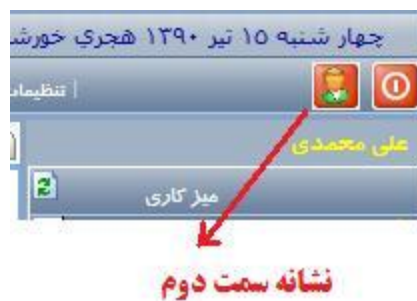 چهار شنبه ۱۵ تیر ۱۳۹۰ هجري خورش
تنظیمات
علی محمدی
میز کاری
نشانه سمت دوم